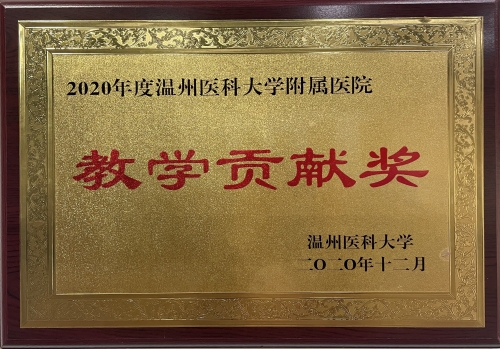 2020年度温州医科大学附属医院
教学贡献奖
温州医科大学
二〇二〇年十二月